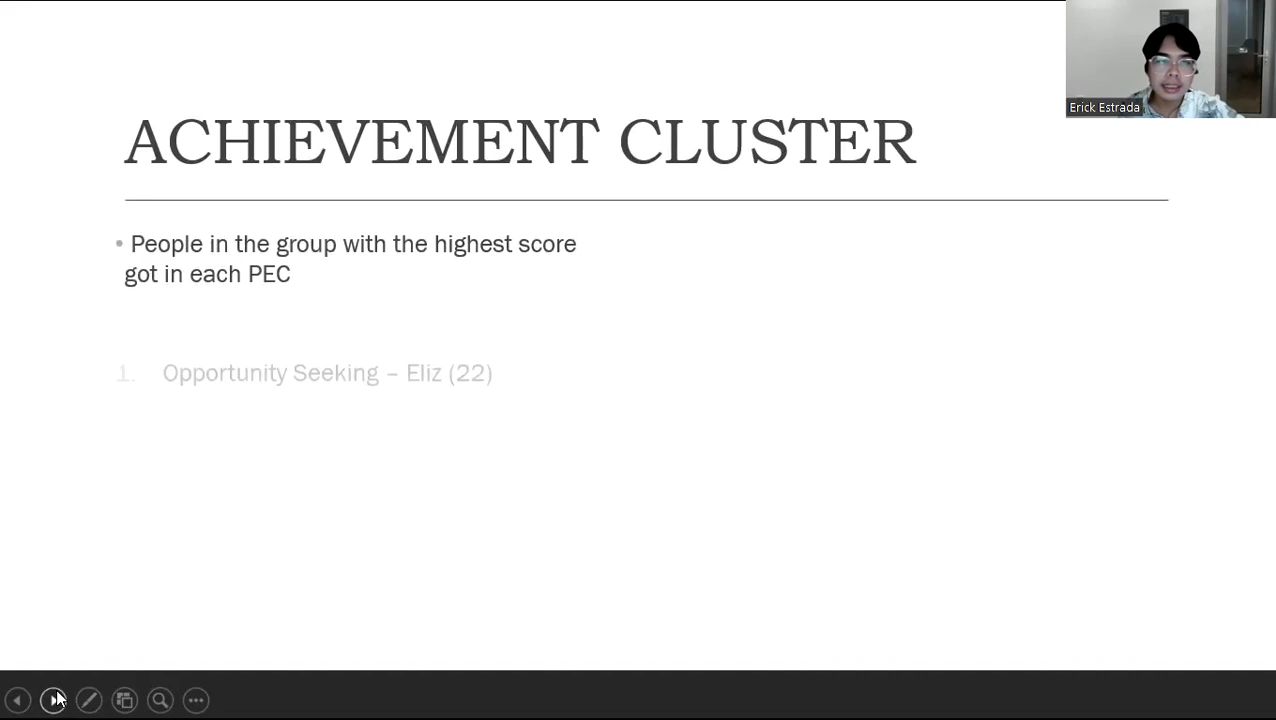 Erick Estrada
ACHIEVEMENT CLUSTER
• People in the group with the highest score
got in each PEC
1. Opportunity Seeking – Eliz (22)